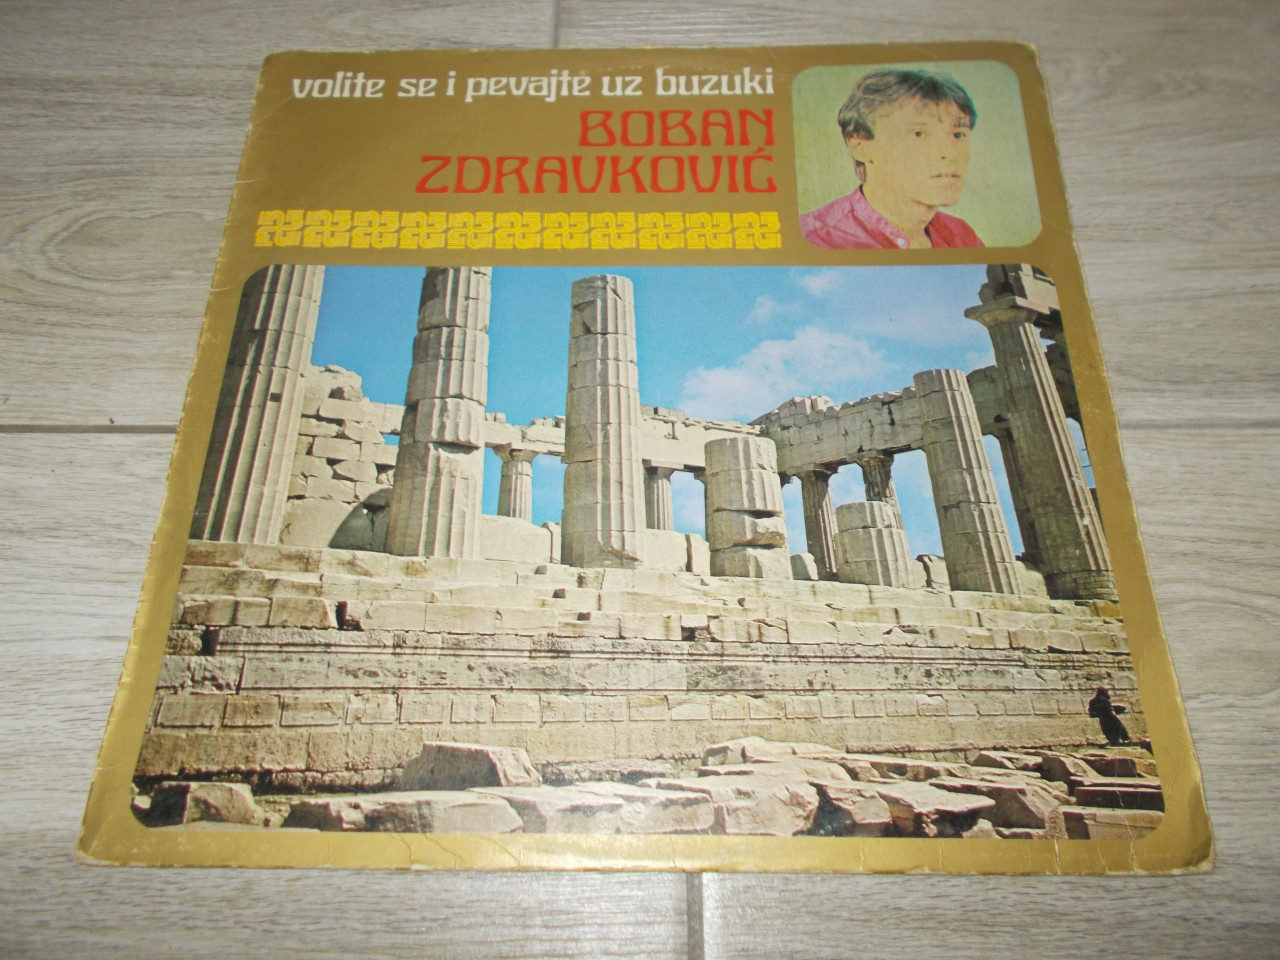 volite se i pevajte uz buzuki
BOBAN
ZDRAVKOVIĆ